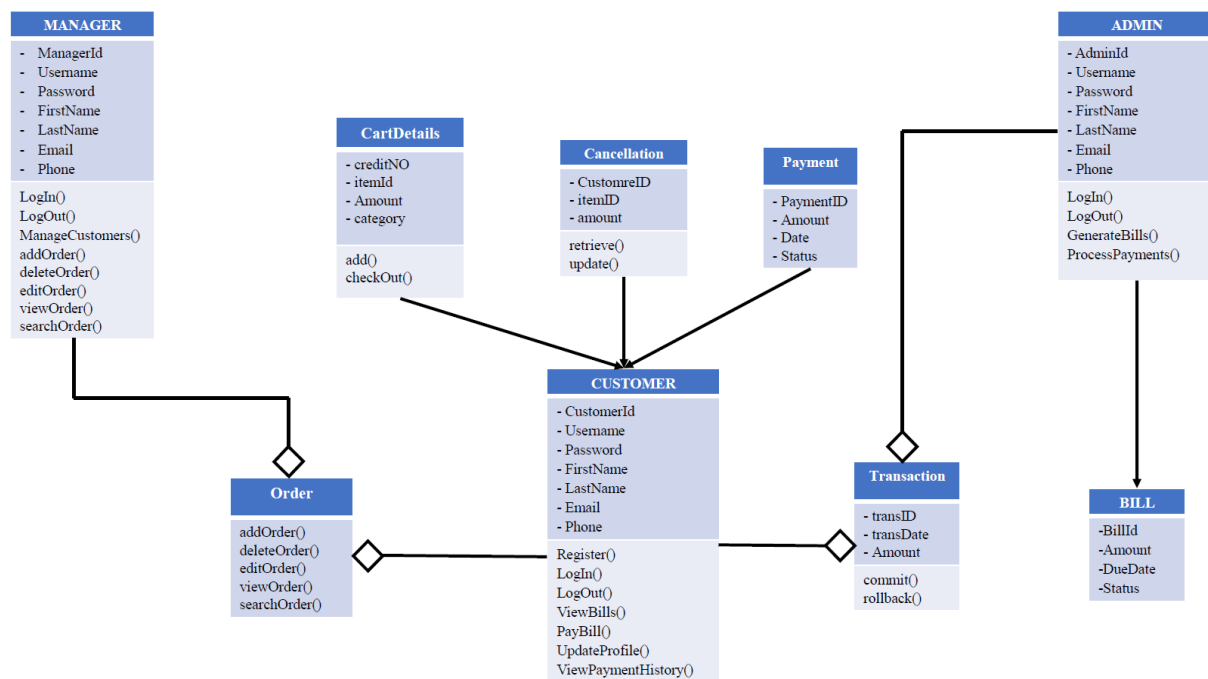 MANAGER
- ManagerId
- Username
- Password
- FirstName
- LastName
- Email
- Phone
LogIn()
LogOut()
ManageCustomers()
addOrder()
deleteOrder()
editOrder()
viewOrder()
searchOrder()
CartDetails
- creditNO
- itemId
- Amount
- category
add()
checkOut()
Cancellation
- CustomreID
- itemID
- amount
retrieve()
update()
Payment
- PaymentID
- Amount
- Date
- Status
ADMIN
- AdminId
- Username
- Password
- FirstName
- LastName
- Email
- Phone
LogIn()
LogOut()
GenerateBills()
ProcessPayments()
Order
addOrder()
deleteOrder()
editOrder()
viewOrder()
searchOrder()
CUSTOMER
- CustomerId
- Username
- Password
- FirstName
- LastName
- Email
- Phone
Register()
LogIn()
LogOut()
ViewBills()
PayBill()
UpdateProfile()
ViewPaymentHistory()
Transaction
- transID
- transDate
- Amount
commit()
rollback()
BILL
-BillId
-Amount
-DueDate
-Status